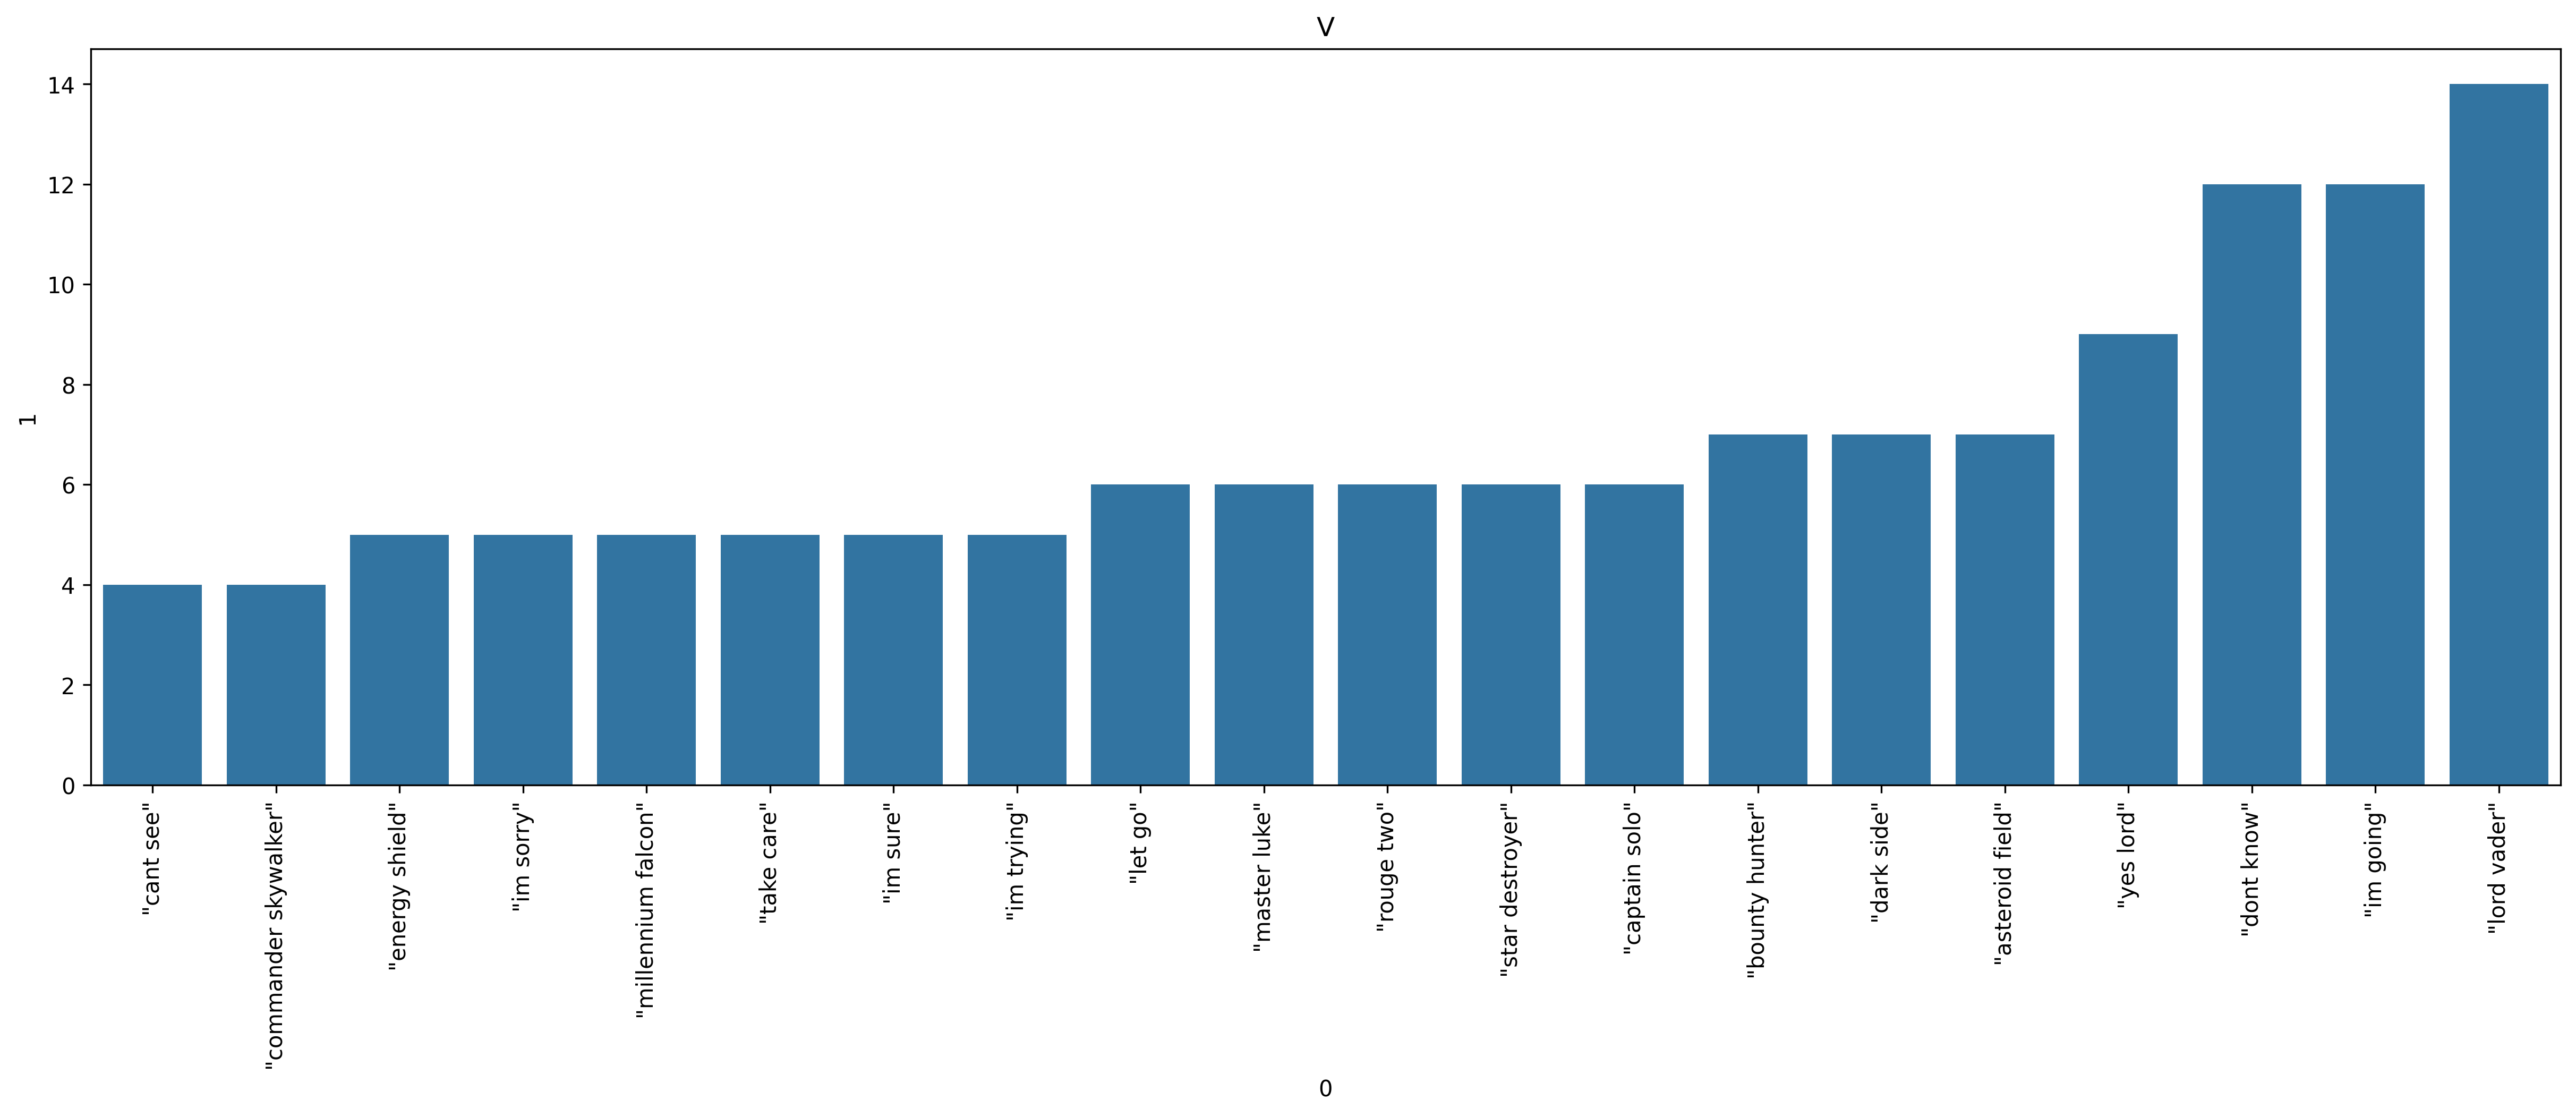 V
14
12
10
8
6
4
2
0
1
"cant see"
"commander skywalker"
"energy shield"
"im sorry"
"millennium falcon"
"take care"
"im sure"
"im trying"
"let go"
"master luke"
"rouge two"
"star destroyer"
"captain solo"
"bounty hunter"
"dark side"
"asteroid field"
"yes lord"
"dont know"
"im going"
"lord vader"
0